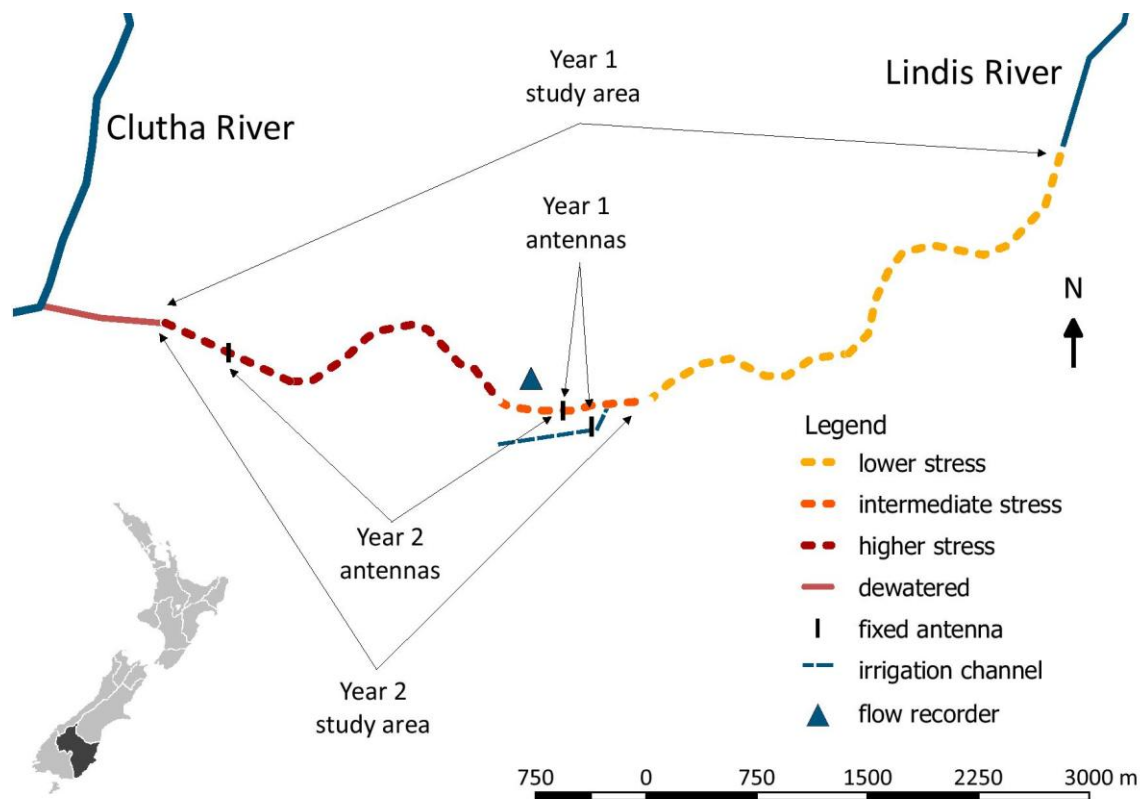 Clutha River
Year 1
study area
Lindis River
Year 1
antennas
N
Year 2
antennas
Year 2
study area
Legend
lower stress
intermediate stress
higher stress
dewatered
fixed antenna
irrigation channel
flow recorder
750 0 750 1500 2250 3000 m